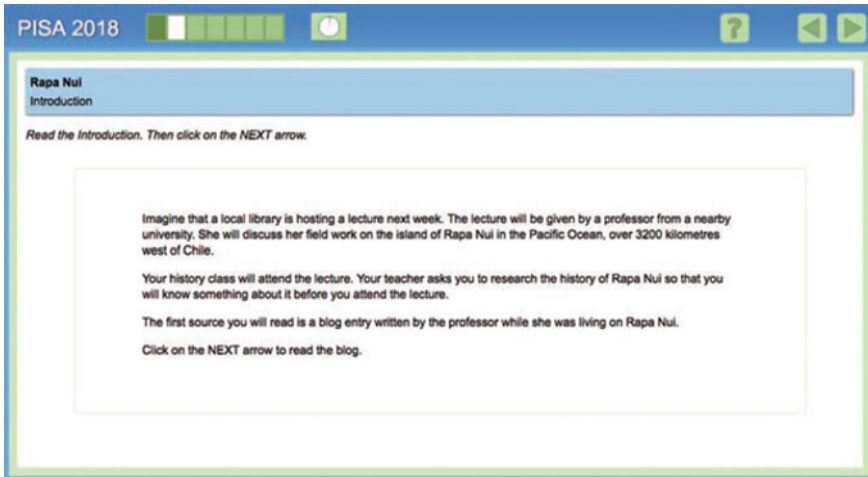 PISA 2018
?
Rapa Nui
Introduction
Read the Introduction. Then click on the NEXT arrow.
Imagine that a local library is hosting a lecture next week. The lecture will be given by a professor from a nearby
university. She will discuss her field work on the island of Rapa Nui in the Pacific Ocean, over 3200 kilometres
west of Chile.
Your history class will attend the lecture. Your teacher asks you to research the history of Rapa Nui so that you
will know something about it before you attend the lecture.
The first source you will read is a blog entry written by the professor while she was living on Rapa Nui.
Click on the NEXT arrow to read the blog.